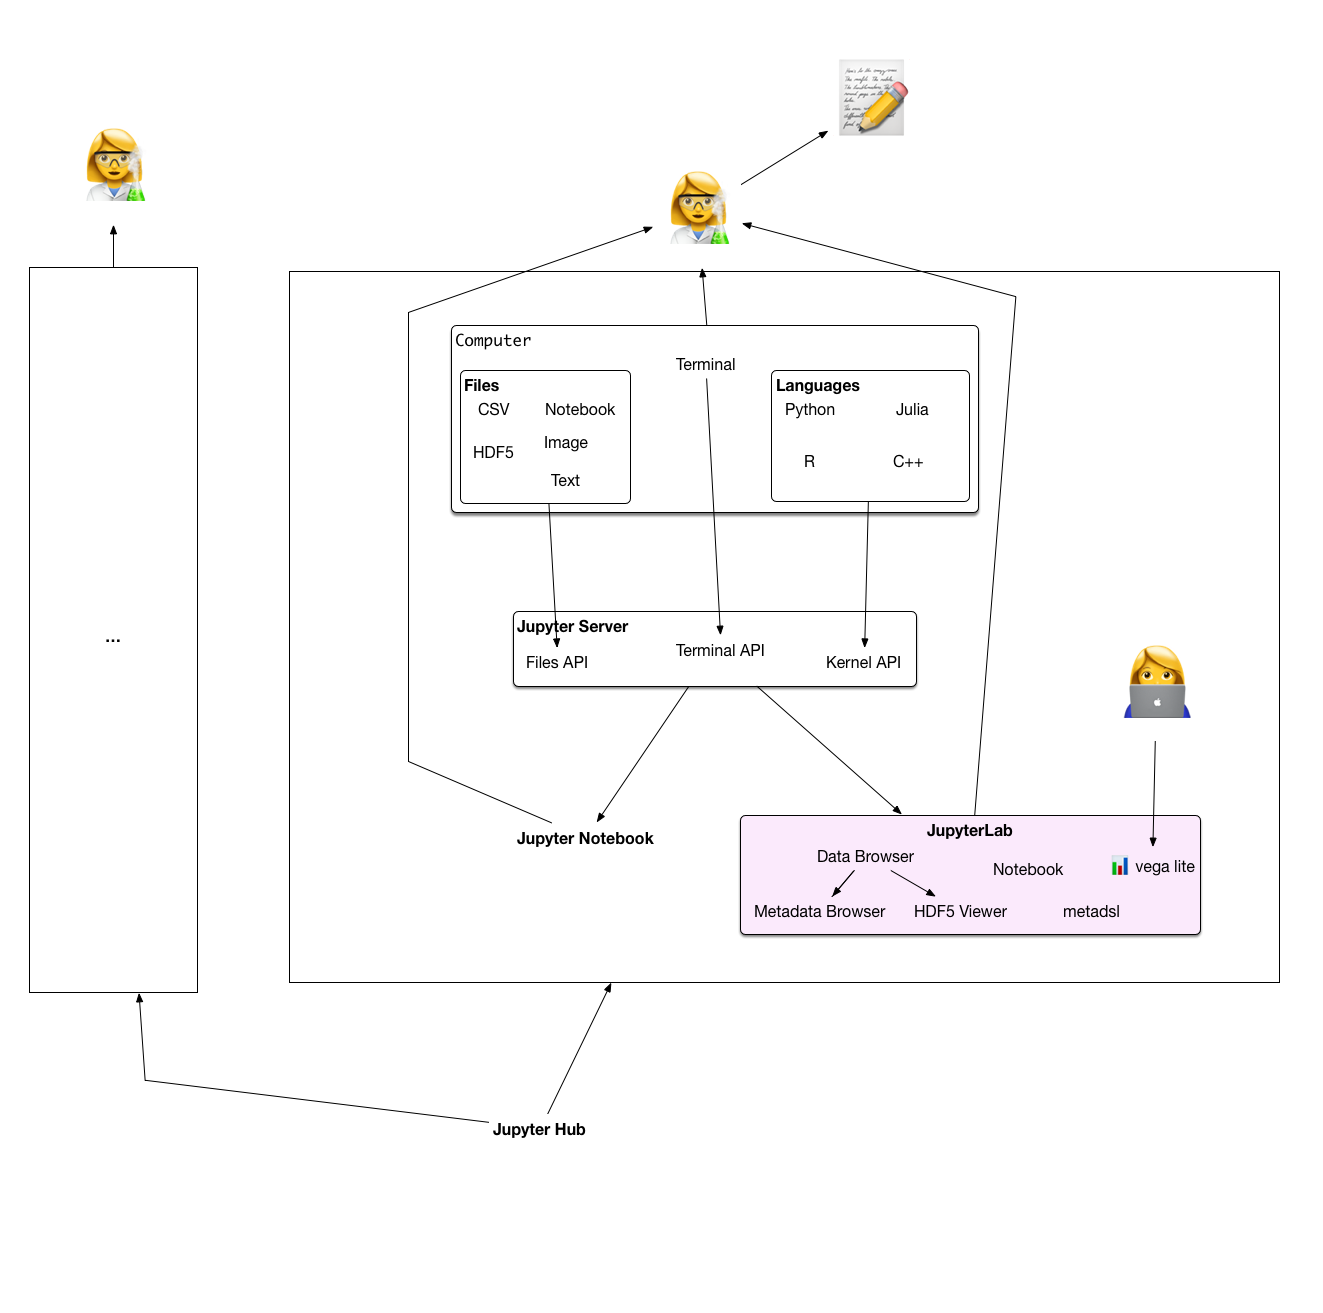 Computer
Terminal
Files
CSV
Notebook
HDF5
Image
Text
Languages
Python
Julia
R
C++
...
Jupyter Server
Files API
Terminal API
Kernel API
Jupyter Notebook
JupyterLab
Data Browser
Notebook
vega lite
Metadata Browser
HDF5 Viewer
metadsl
Jupyter Hub